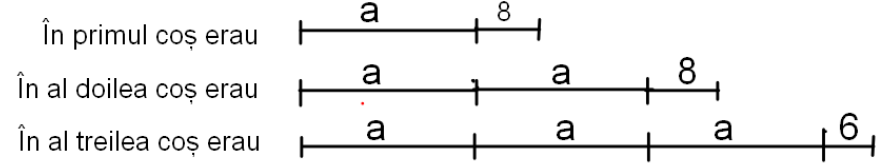 În primul coș erau a 8
În al doilea coș erau a a 8
În al treilea coș erau a a a 6